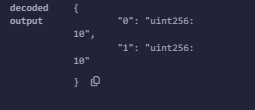 decoded output {
"0": "uint256: 10",
"1": "uint256: 10"
}